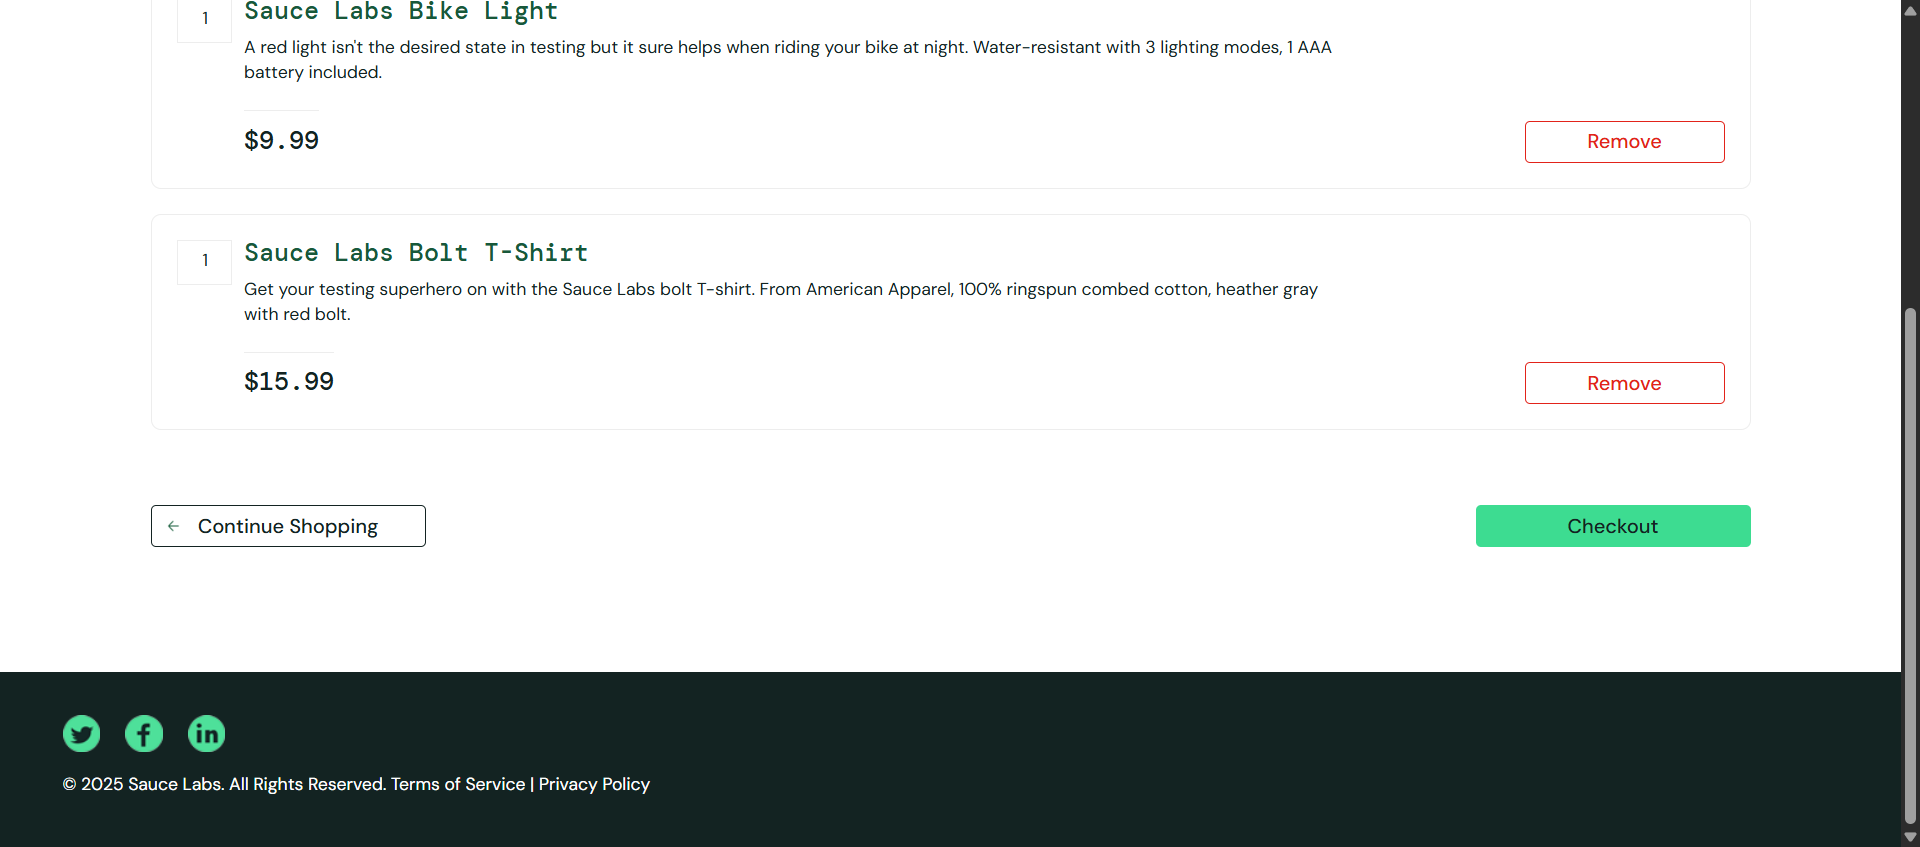 1
Sauce Labs Bike Light
A red light isn't the desired state in testing but it sure helps when riding your bike at night. Water-resistant with 3 lighting modes, 1 AAA
battery included.
$9.99
Remove
1
Sauce Labs Bolt T-Shirt
Get your testing superhero on with the Sauce Labs bolt T-shirt. From American Apparel, 100% ringspun combed cotton, heather gray
with red bolt.
$15.99
Remove
Continue Shopping
Checkout
© 2025 Sauce Labs. All Rights Reserved. Terms of Service | Privacy Policy